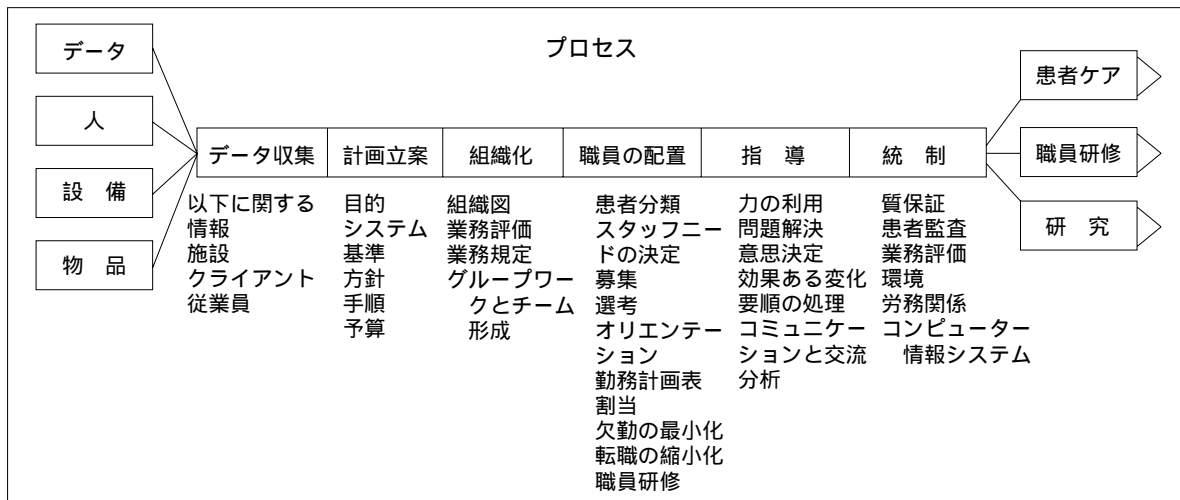 プロセス
データ
人
設　備
物　品
データ収集
以下に関する
情報
施設
クライアント
従業員
計画立案
目的
システム
基準
方針
手順
予算
組織化
組織図
業務評価
業務規定
グループワー
クとチーム
形成
職員の配置
患者分類
スタッフニー
ドの決定
募集
選考
オリエンテー
ション
勤務計画表
割当
欠勤の最小化
転職の縮小化
職員研修
指　導
力の利用
問題解決
意思決定
効果ある変化
要順の処理
コミュニケー
ションと交流
分析
統　制
質保証
患者監査
業務評価
環境
労務関係
コンピューター
情報システム
患者ケア
職員研修
研　究